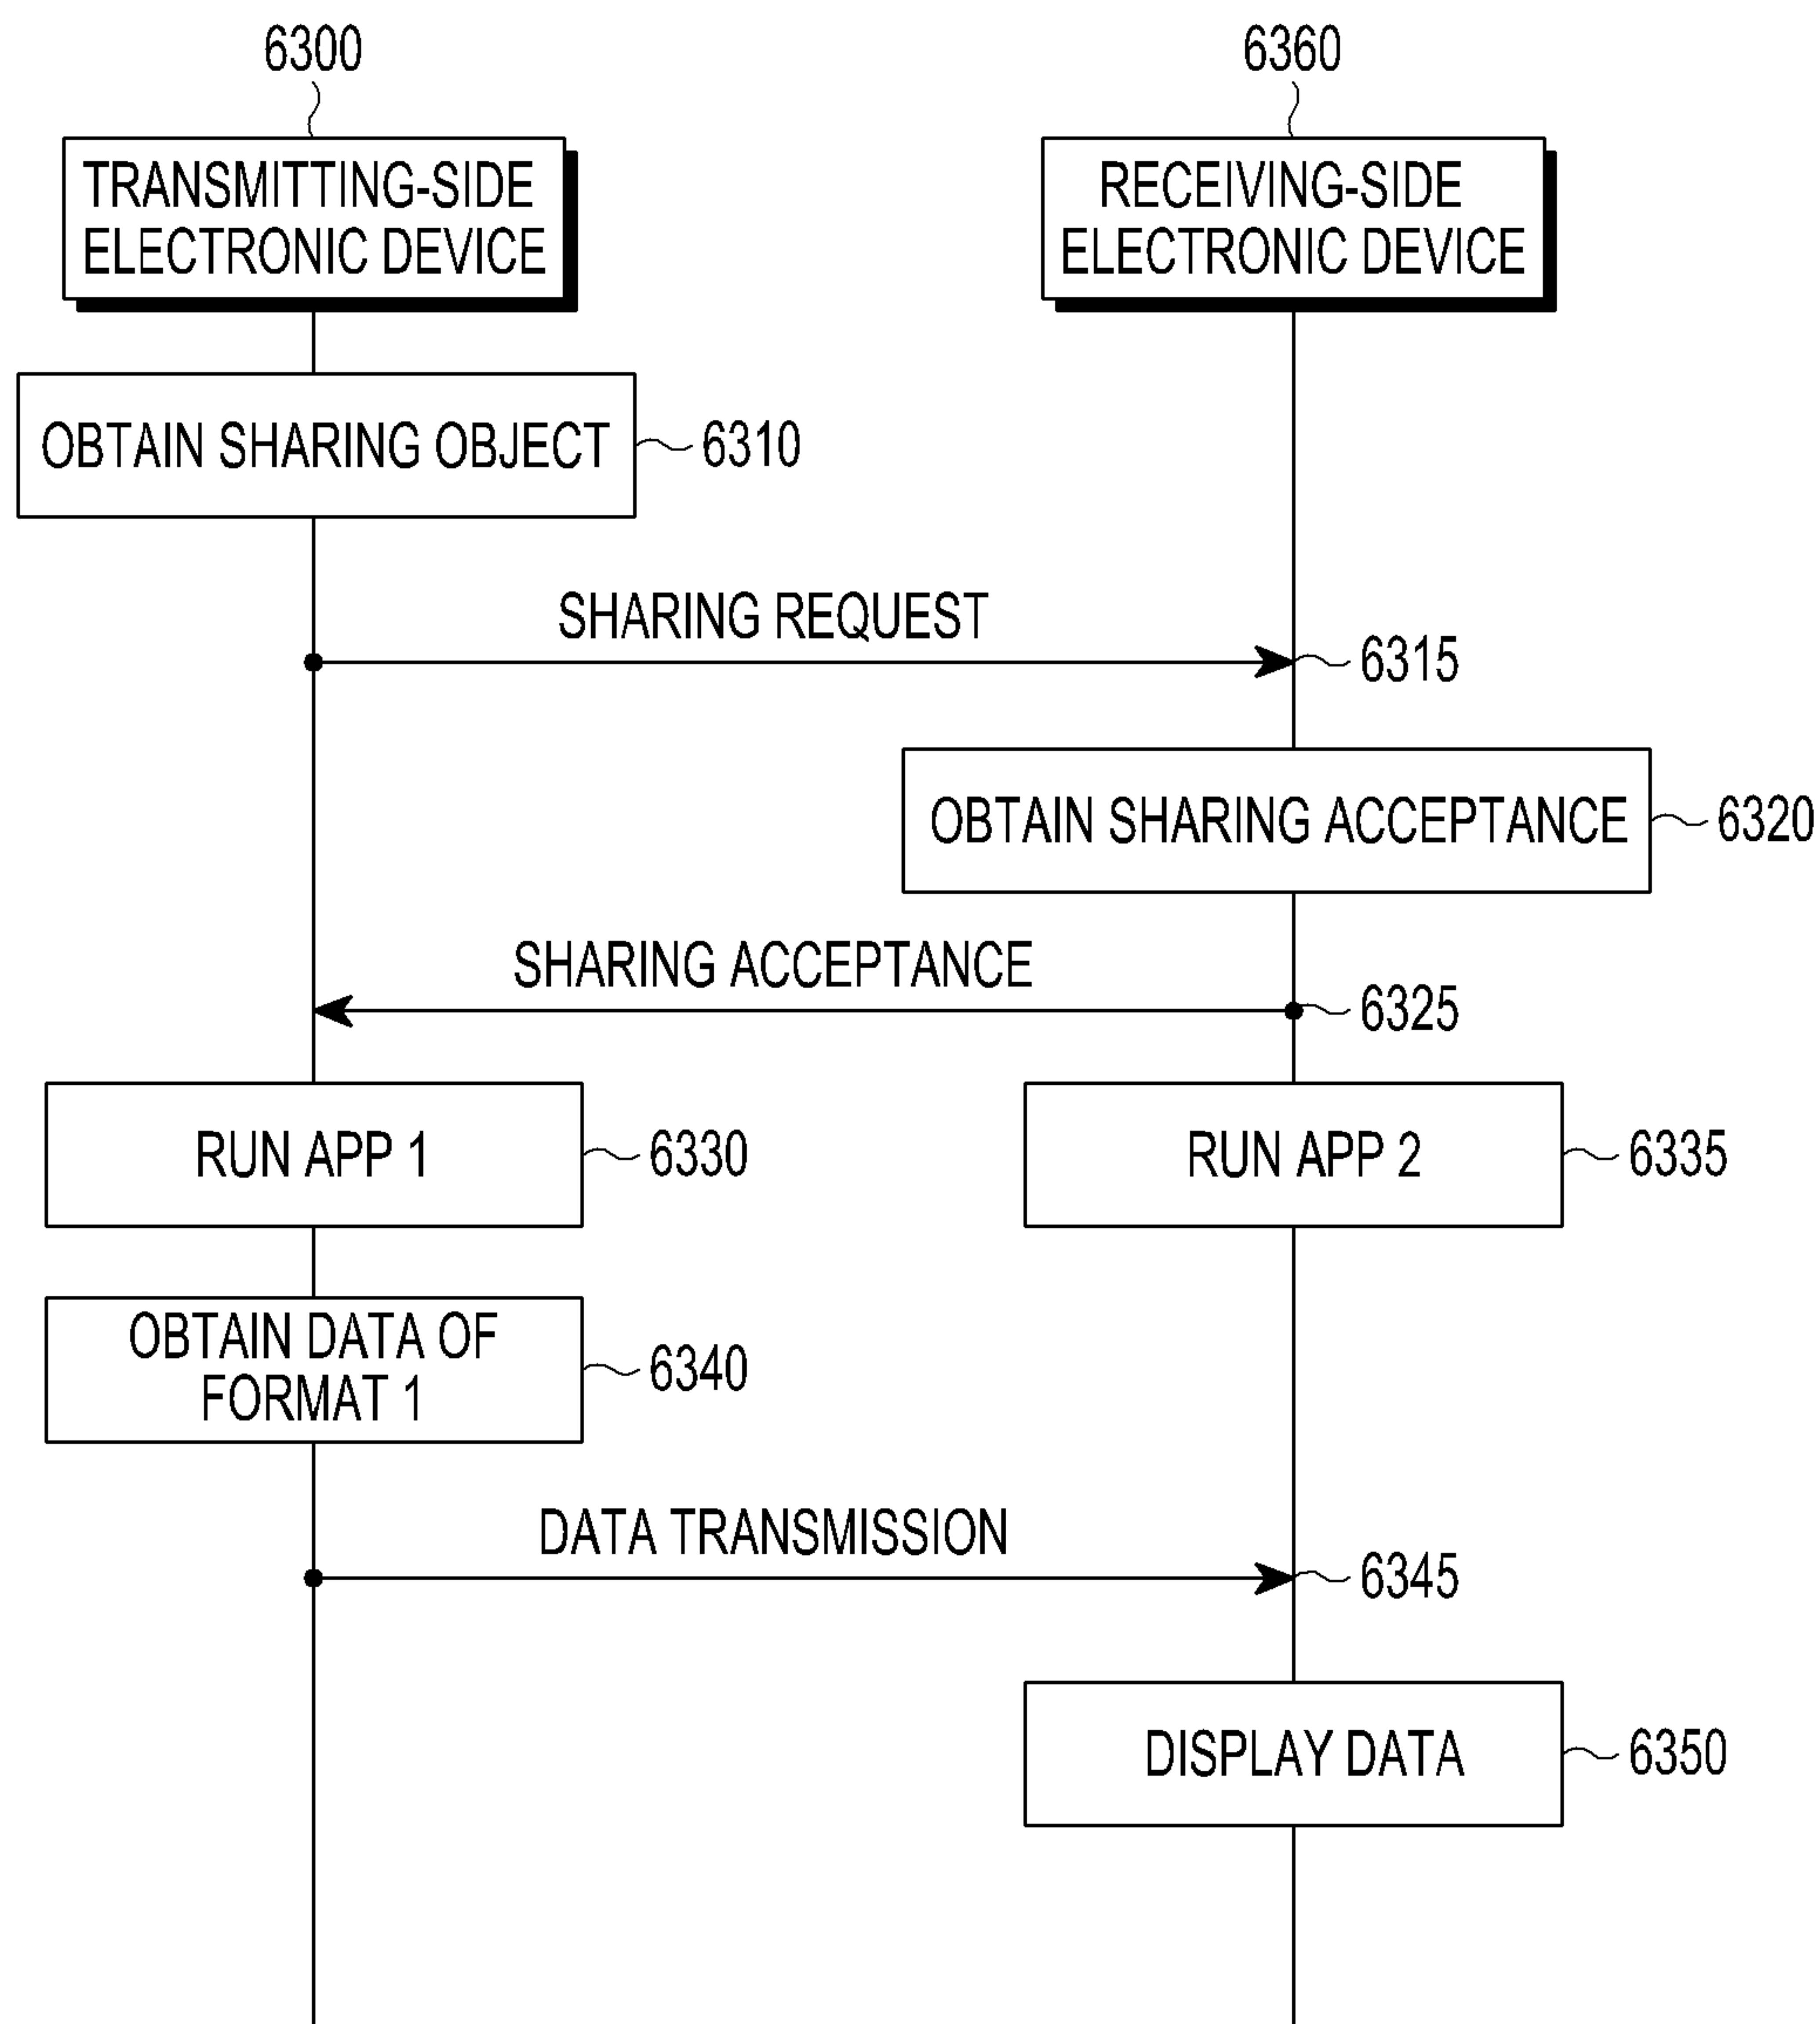 6300
6360
TRANSMITTING-SIDE
ELECTRONIC DEVICE
RECEIVING-SIDE
ELECTRONIC DEVICE
OBTAIN SHARING OBJECT
6310
SHARING REQUEST
6315
OBTAIN SHARING ACCEPTANCE
6320
SHARING ACCEPTANCE
6325
RUN APP 1
6330
RUN APP 2
6335
OBTAIN DATA OF
FORMAT 1
6340
DATA TRANSMISSION
6345
DISPLAY DATA
6350